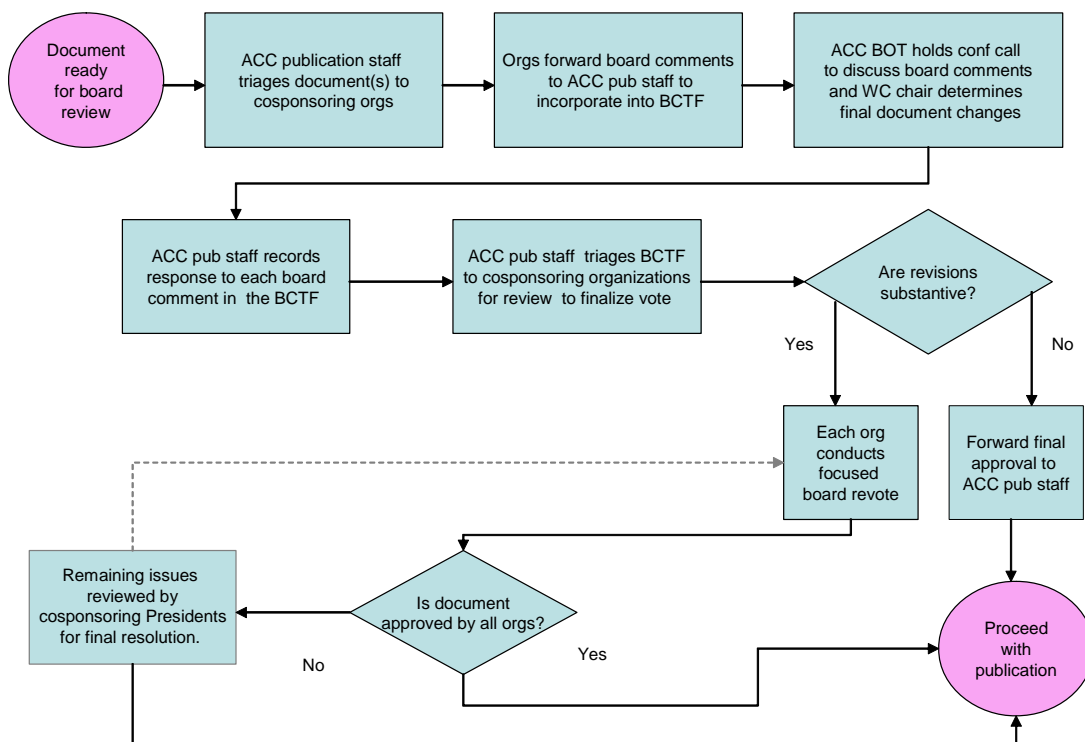 Document
ready
for board
review
ACC publication staff
triages document(s) to
cosponsoring orgs
Orgs forward board comments
to ACC pub staff to
incorporate into BCTF
ACC BOT holds conf call
to discuss board comments
and WC chair determines
final document changes
ACC pub staff records
response to each board
comment in the BCTF
ACC pub staff triages BCTF
to cosponsoring organizations
for review to finalize vote
Are revisions
substantive?
Yes
No
Each org
conducts
focused
board revote
Forward final
approval to
ACC pub staff
Remaining issues
reviewed by
cosponsoring Presidents
for final resolution.
Is document
approved by all orgs?
No
Yes
Proceed
with
publication